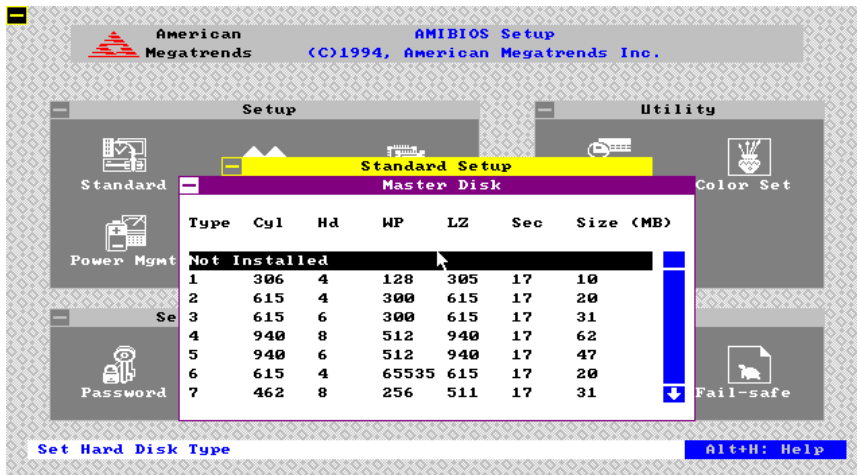 American
Megatrends
AMIBIOS Setup
(C)1994, American Megatrends Inc.
Setup
Utility
Standard
Color Set
Power Mgmt
Standard Setup
Master Disk
Type Cyl Hd WP LZ Sec Size (MB)
Not Installed
1 306 4 128 305 17 10
2 615 4 300 615 17 20
3 615 6 300 615 17 31
4 940 8 512 940 17 62
5 940 6 512 940 17 47
6 615 4 65535 615 17 20
7 462 8 256 511 17 31
Se
Password
Fail-safe
Set Hard Disk Type
Alt+H: Help